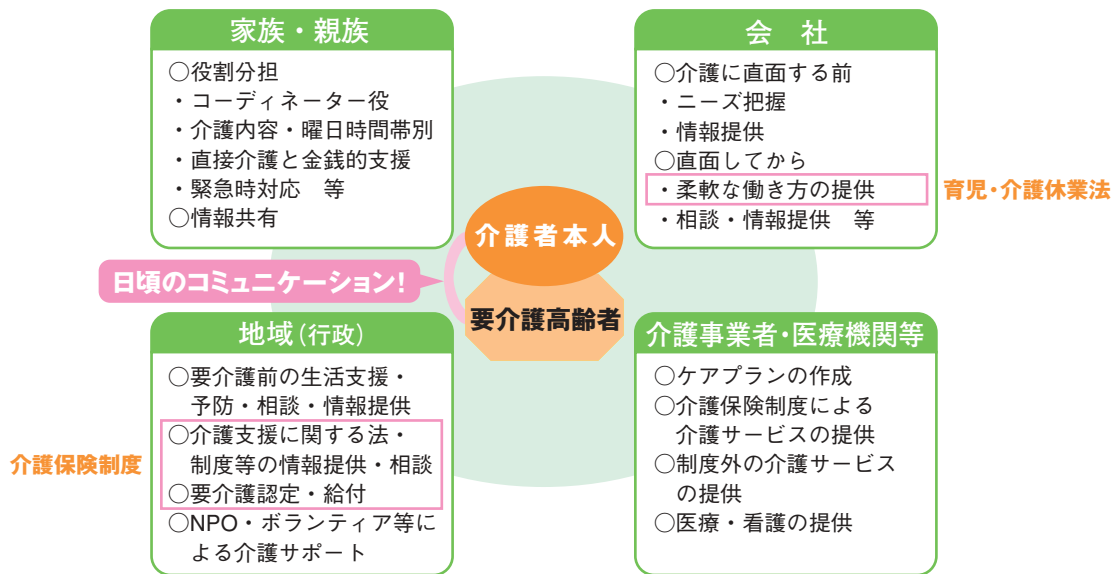 家族・親族
○役割分担
・コーディネーター役
・介護内容・曜日時間帯別
・直接介護と金銭的支援
・緊急時対応　等
○情報共有
会　社
○介護に直面する前
・ニーズ把握
・情報提供
○直面してから
・柔軟な働き方の提供
・相談・情報提供　等
育児・介護休業法
介護者本人
日頃のコミュニケーション！
要介護高齢者
地域（行政）
○要介護前の生活支援・
予防・相談・情報提供
○介護支援に関する法・
制度等の情報提供・相談
○要介護認定・給付
○NPO・ボランティア等に
よる介護サポート
介護保険制度
介護事業者・医療機関等
○ケアプランの作成
○介護保険制度による
介護サービスの提供
○制度外の介護サービス
の提供
○医療・看護の提供